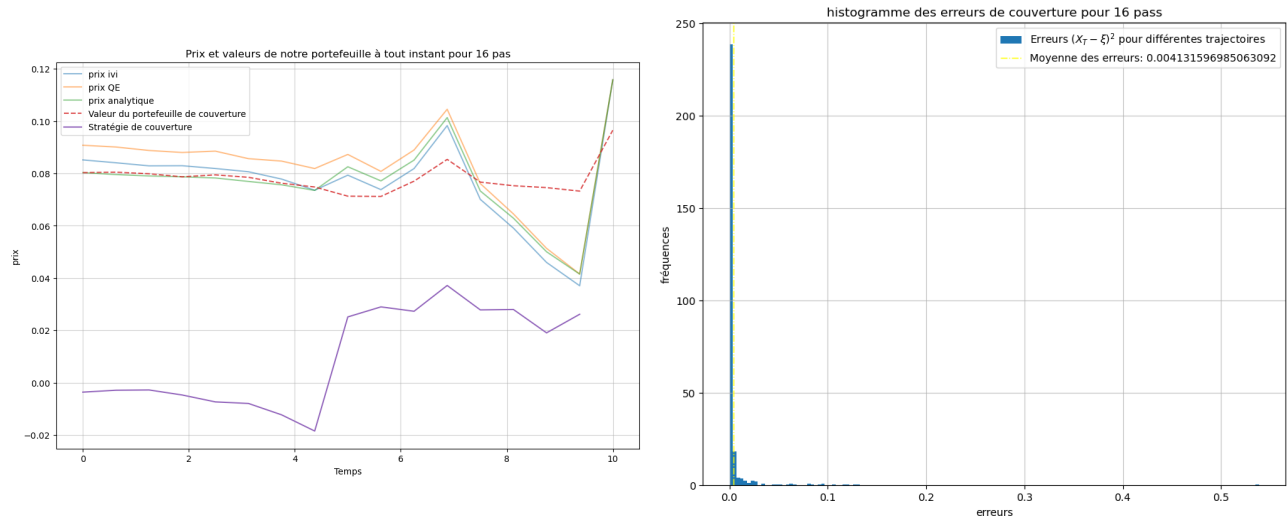 Prix et valeurs de notre portefeuille à tout instant pour 16 pas
prix ivi
prix QE
prix analytique
Valeur du portefeuille de couverture
Stratégie de couverture
prix
0.12
0.10
0.08
0.06
0.04
0.02
0.00
−0.02
0
2
4
6
8
10
Temps
histogramme des erreurs de couverture pour 16 pass
Erreurs $(X_T − ξ)^2$ pour différentes trajectoires
Moyenne des erreurs: 0.004131596985063092
fréquences
250
200
150
100
50
0
0.0
0.1
0.2
0.3
0.4
0.5
erreurs